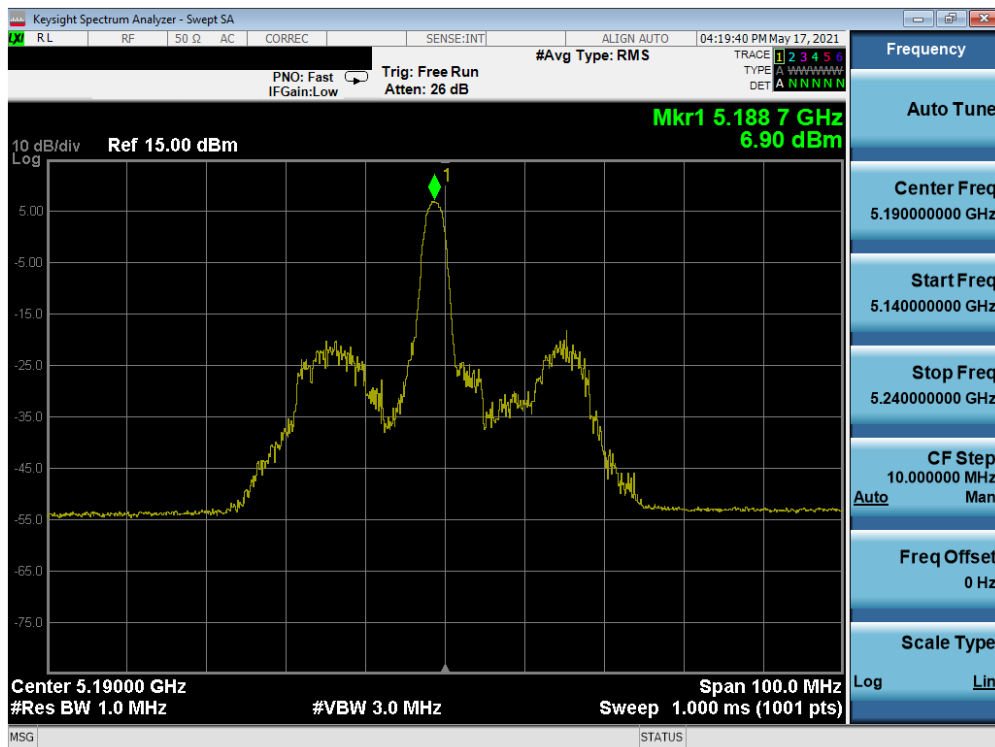 Keysight Spectrum Analyzer - Swept SA
LXI RL RF 50 Ω AC CORREC SENSE:INT ALIGN AUTO 04:19:40 PM May 17, 2021
#Avg Type: RMS
TRACE 1 2 3 4 5 6
PNO: Fast Trig: Free Run
TYPE A WWWWW
IFGain:Low Atten: 26 dB
DET A N N N N N
Mkr1 5.188 7 GHz
6.90 dBm
10 dB/div Ref 15.00 dBm
Log
1
5.00
-5.00
-15.0
-25.0
-35.0
-45.0
-55.0
-65.0
-75.0
Center 5.19000 GHz Span 100.0 MHz
#Res BW 1.0 MHz #VBW 3.0 MHz Sweep 1.000 ms (1001 pts)
MSG STATUS
Frequency
Auto Tune
Center Freq
5.190000000 GHz
Start Freq
5.140000000 GHz
Stop Freq
5.240000000 GHz
CF Step
10.000000 MHz
Auto Man
Freq Offset
0 Hz
Scale Type
Log Lin